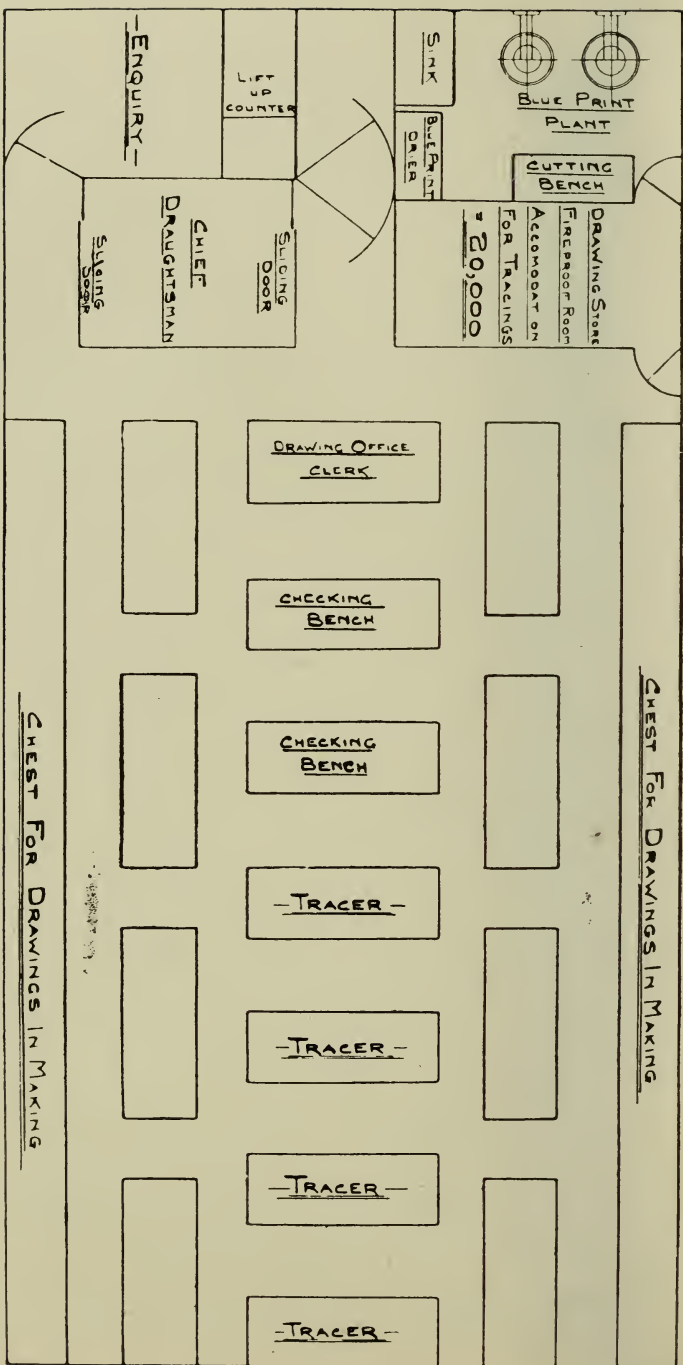 -ENQUIRY-
LIFT
UP
COUNTER
SINK
BLUE PRINT
DRIER
BLUE PRINT
PLANT
CUTTING
BENCH
CHIEF
DRAUGHTSMAN
SLIDING
DOOR
SLIDING
DOOR
DRAWING STORE
FIREPROOF ROOM
ACCOMODATION
FOR TRACINGS
= 20,000
DRAWING OFFICE
CLERK
CHECKING
BENCH
CHECKING
BENCH
-TRACER-
-TRACER-
-TRACER-
-TRACER-
CHEST FOR DRAWINGS IN MAKING
CHEST FOR DRAWINGS IN MAKING